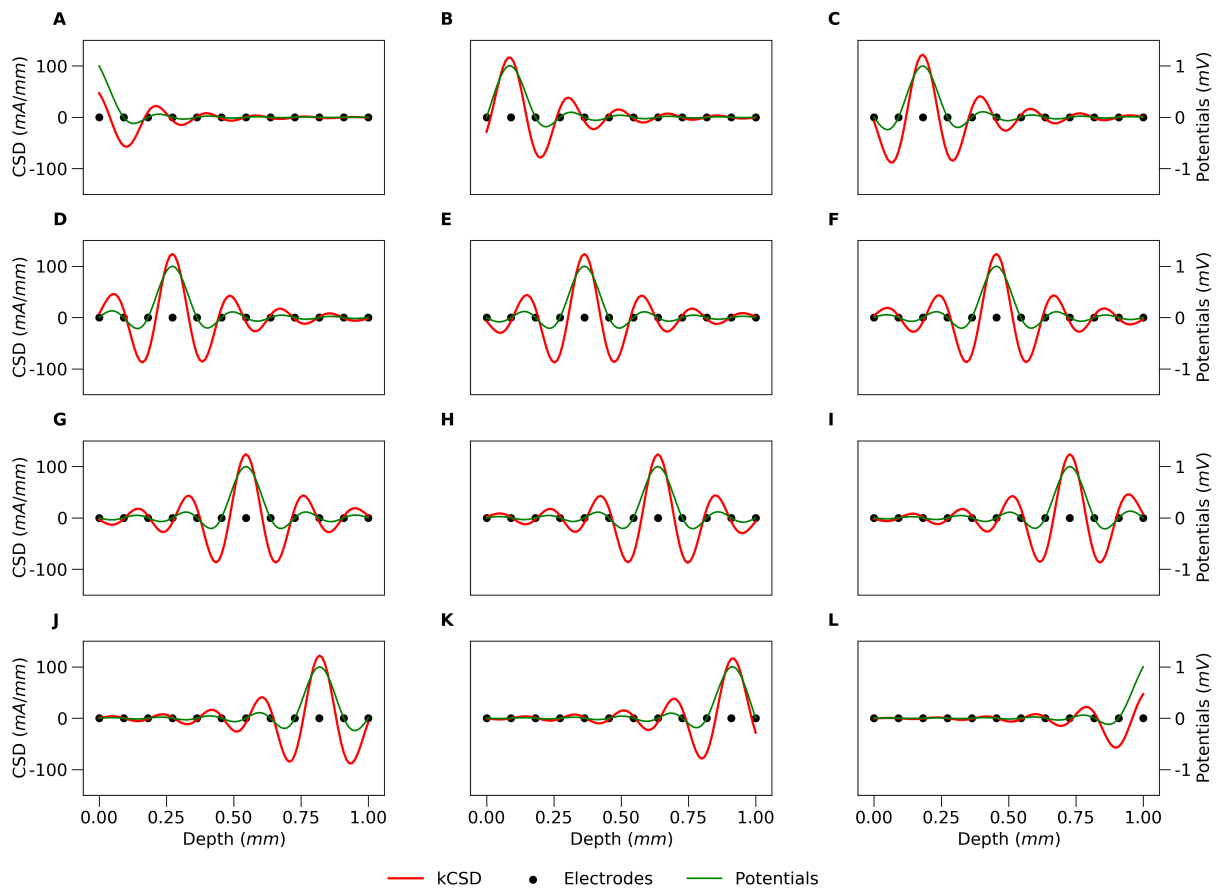 A
B
C
100
0
-100
CSD (mA/mm)
1
0
-1
Potentials (mV)
D
E
F
100
0
-100
CSD (mA/mm)
1
0
-1
Potentials (mV)
G
H
I
100
0
-100
CSD (mA/mm)
1
0
-1
Potentials (mV)
J
K
L
100
0
-100
CSD (mA/mm)
1
0
-1
Potentials (mV)
0.00 0.25 0.50 0.75 1.00
0.00 0.25 0.50 0.75 1.00
0.00 0.25 0.50 0.75 1.00
Depth (mm)
Depth (mm)
Depth (mm)
kCSD Electrodes Potentials